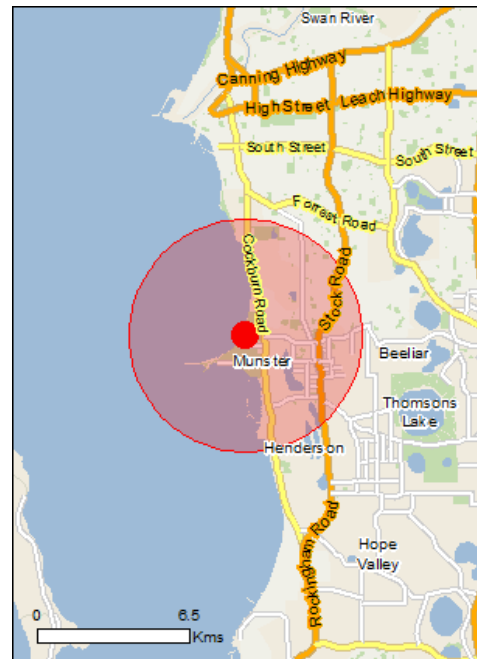 Swan River
Canning Highway
High Street Leach Highway
South Street
South Street
Forrest Road
Cockburn Road
Stock Road
Munster
Beeliar
Thomsons
Lake
Henderson
Rockingham Road
Hope
Valley
0 6.5
Kms